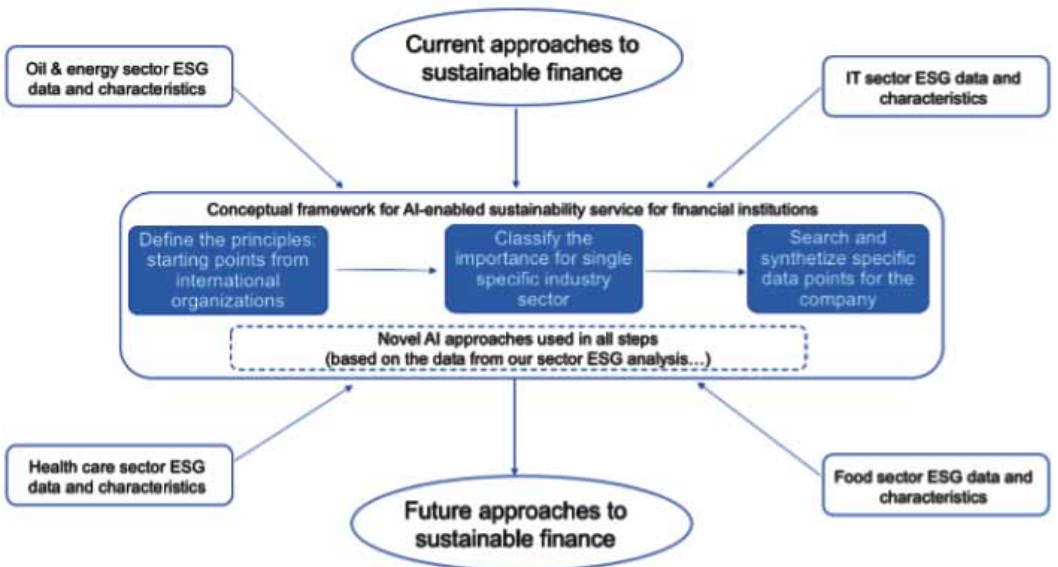 Current approaches to
sustainable finance
Oil & energy sector ESG
data and characteristics
IT sector ESG data and
characteristics
Conceptual framework for AI-enabled sustainability service for financial institutions
Define the principles:
starting points from
international
organizations
Classify the
importance for single
specific industry
sector
Search and
synthetize specific
data points for the
company
Novel AI approaches used in all steps
(based on the data from our sector ESG analysis…)
Health care sector ESG
data and characteristics
Food sector ESG data and
characteristics
Future approaches to
sustainable finance